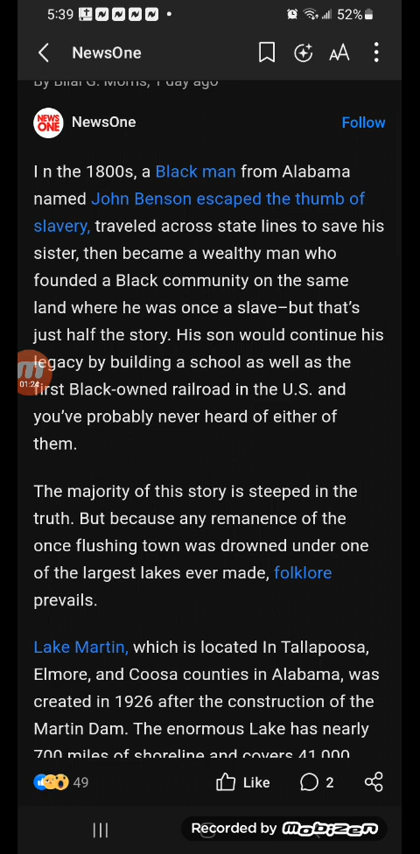 5:39
52%
NewsOne
AA
By Bilal G. Morris, 1 day ago
NEWS
ONE
NewsOne
Follow
I n the 1800s, a Black man from Alabama
named John Benson escaped the thumb of
slavery, traveled across state lines to save his
sister, then became a wealthy man who
founded a Black community on the same
land where he was once a slave–but that's
just half the story. His son would continue his
legacy by building a school as well as the
first Black-owned railroad in the U.S. and
you've probably never heard of either of
them.
01:24
The majority of this story is steeped in the
truth. But because any remanence of the
once flushing town was drowned under one
of the largest lakes ever made, folklore
prevails.
Lake Martin, which is located In Tallapoosa,
Elmore, and Coosa counties in Alabama, was
created in 1926 after the construction of the
Martin Dam. The enormous Lake has nearly
700 miles of shoreline and covers 41,000
49
Like
2
Recorded by mobizen